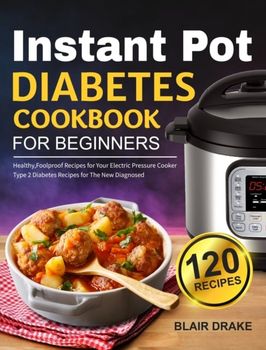 Instant Pot
DIABETES
COOKBOOK
FOR BEGINNERS
Healthy,Foolproof Recipes for Your Electric Pressure Cooker
Type 2 Diabetes Recipes for The New Diagnosed
120
RECIPES
BLAIR DRAKE